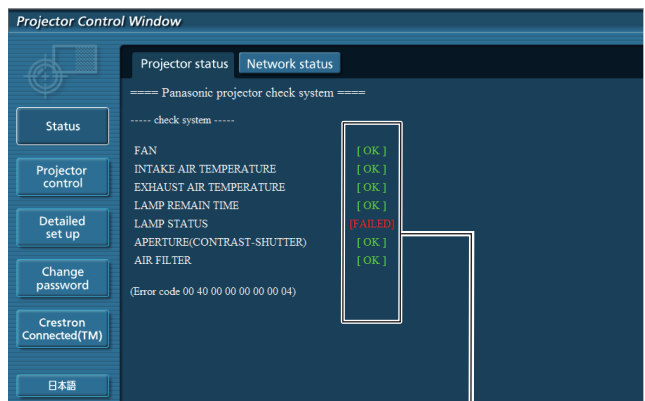 Projector Control Window
Projector status Network status
==== Panasonic projector check system ====
----- check system -----
Status
FAN [ OK ]
INTAKE AIR TEMPERATURE [ OK ]
Projector control
EXHAUST AIR TEMPERATURE [ OK ]
LAMP REMAIN TIME [ OK ]
LAMP STATUS [FAILED]
Detailed set up
APERTURE(CONTRAST-SHUTTER) [ OK ]
AIR FILTER [ OK ]
Change password
(Error code 00 40 00 00 00 00 00 04)
Crestron Connected(TM)
日本語